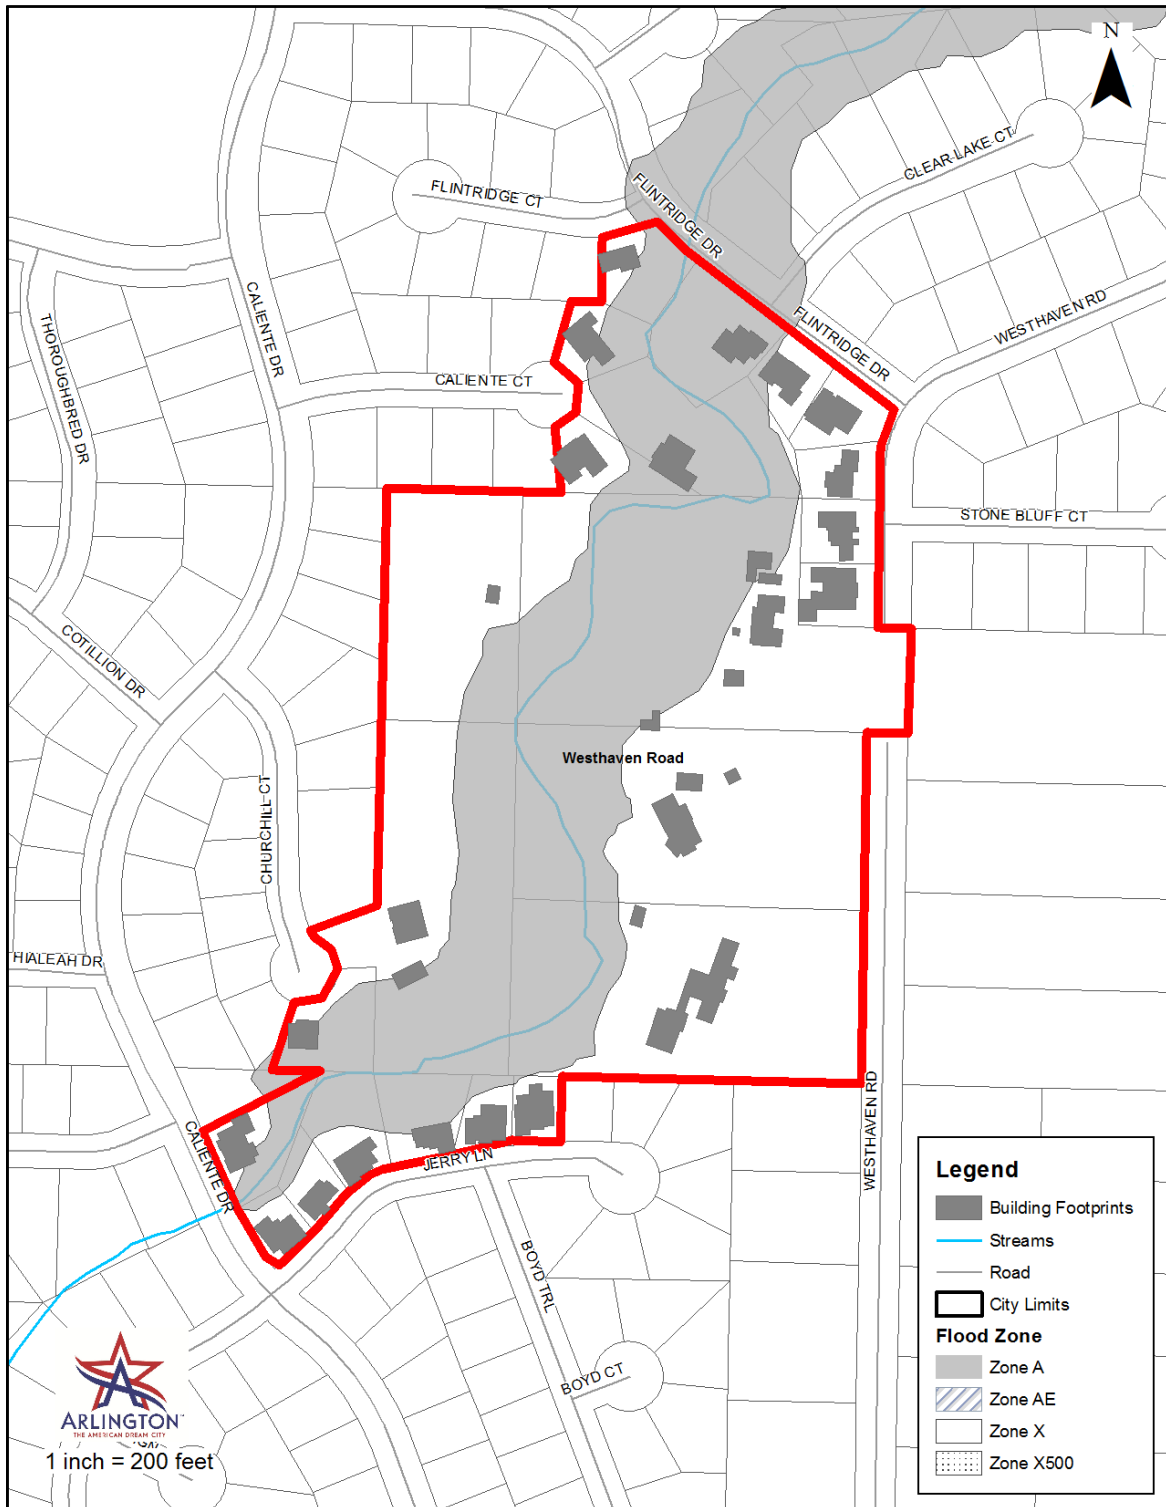 N
CLEAR LAKE CT
FLINTRIDGE CT
FLINTRIDGE DR
CALIENTE DR
THOROUGHBRED DR
WESTHAVEN RD
FLINTRIDGE DR
CALIENTE CT
STONE BLUFF CT
COTILLION DR
Westhaven Road
CHURCHILL CT
HIALEAH DR
CALIENTE DR
JERRY LN
WESTHAVEN RD
BOYD TRL
BOYD CT
Legend
Building Footprints
Streams
Road
City Limits
Flood Zone
Zone A
Zone AE
Zone X
Zone X500
ARLINGTON
THE AMERICAN DREAM CITY
1 inch = 200 feet